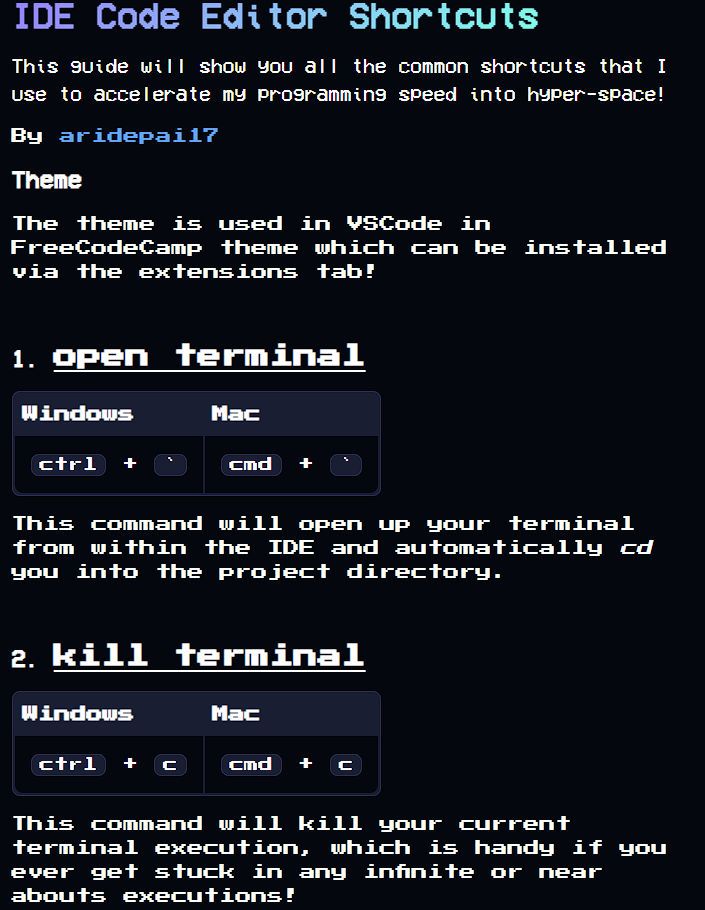 IDE Code Editor Shortcuts
This guide will show you all the common shortcuts that I
use to accelerate my programming speed into hyper-space!
By aridepai17
Theme
The theme is used in VSCode in
FreeCodeCamp theme which can be installed
via the extensions tab!
1. open terminal
Windows Mac
ctrl + ` cmd + `
This command will open up your terminal
from within the IDE and automatically cd
you into the project directory.
2. kill terminal
Windows Mac
ctrl + c cmd + c
This command will kill your current
terminal execution, which is handy if you
ever get stuck in any infinite or near
abouts executions!